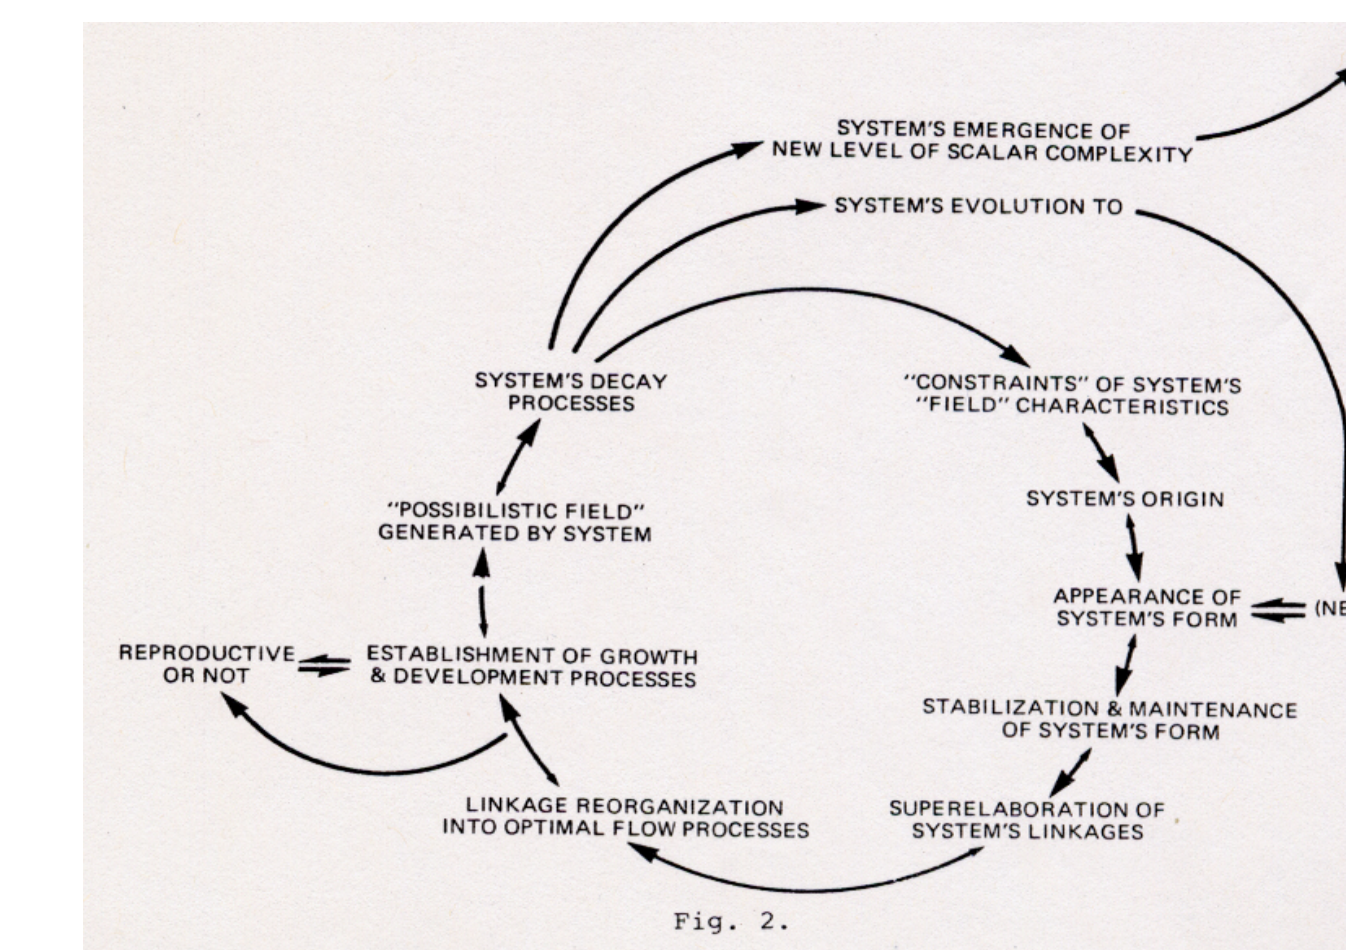 SYSTEM'S EMERGENCE OF
NEW LEVEL OF SCALAR COMPLEXITY
SYSTEM'S EVOLUTION TO
SYSTEM'S DECAY
PROCESSES
"CONSTRAINTS" OF SYSTEM'S
"FIELD" CHARACTERISTICS
SYSTEM'S ORIGIN
"POSSIBILISTIC FIELD"
GENERATED BY SYSTEM
APPEARANCE OF
SYSTEM'S FORM
(NE
REPRODUCTIVE
OR NOT
ESTABLISHMENT OF GROWTH
& DEVELOPMENT PROCESSES
STABILIZATION & MAINTENANCE
OF SYSTEM'S FORM
LINKAGE REORGANIZATION
INTO OPTIMAL FLOW PROCESSES
SUPERELABORATION OF
SYSTEM'S LINKAGES
Fig. 2.